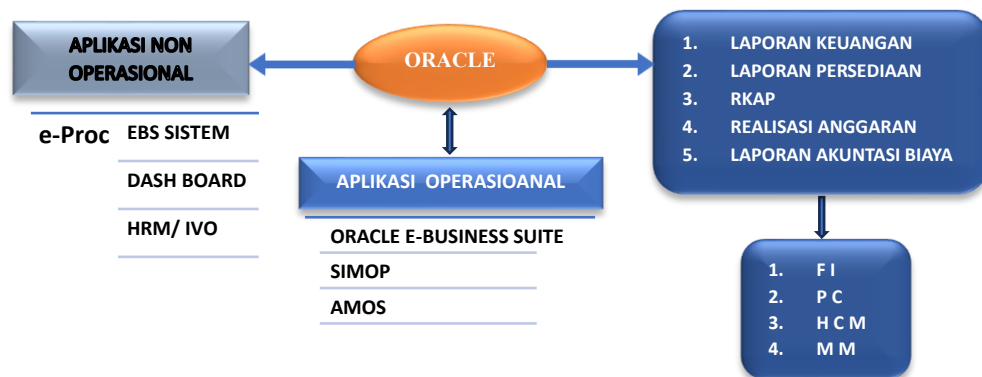 APLIKASI NON
OPERASIONAL
e-Proc
EBS SISTEM
DASH BOARD
HRM/ IVO
ORACLE
APLIKASI OPERASIOANAL
ORACLE E-BUSINESS SUITE
SIMOP
AMOS
1. LAPORAN KEUANGAN
2. LAPORAN PERSEDIAAN
3. RKAP
4. REALISASI ANGGARAN
5. LAPORAN AKUNTASI BIAYA
1. F I
2. P C
3. H C M
4. M M